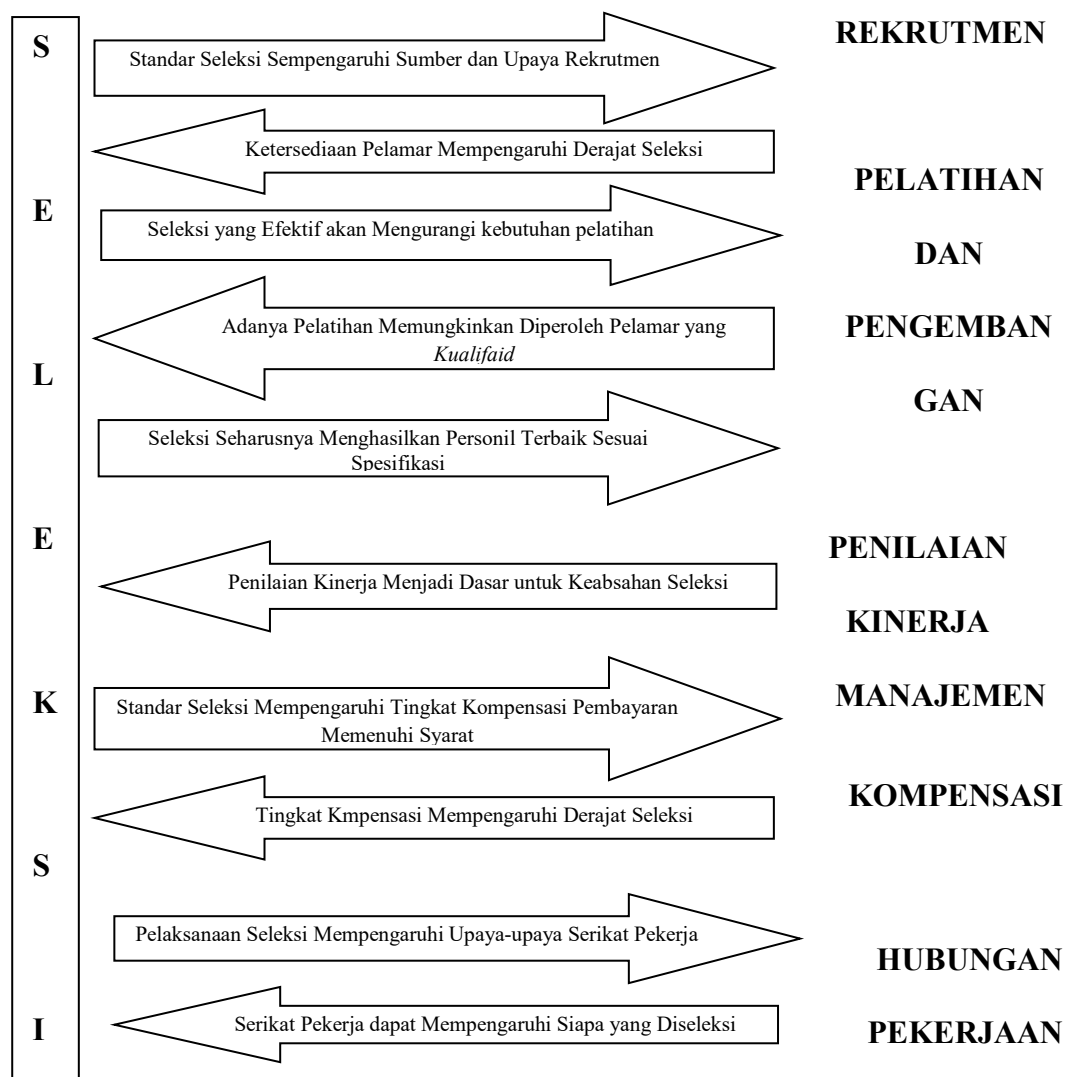 S
Standar Seleksi Sempengaruhi Sumber dan Upaya Rekrutmen
REKRUTMEN
Ketersediaan Pelamar Mempengaruhi Derajat Seleksi
PELATIHAN
E
Seleksi yang Efektif akan Mengurangi kebutuhan pelatihan
DAN
Adanya Pelatihan Memungkinkan Diperoleh Pelamar yang
Kualifaid
PENGEMBAN
L
GAN
Seleksi Seharusnya Menghasilkan Personil Terbaik Sesuai
Spesifikasi
E
PENILAIAN
Penilaian Kinerja Menjadi Dasar untuk Keabsahan Seleksi
KINERJA
K
Standar Seleksi Mempengaruhi Tingkat Kompensasi Pembayaran
Memenuhi Syarat
MANAJEMEN
Tingkat Kmpensasi Mempengaruhi Derajat Seleksi
KOMPENSASI
S
Pelaksanaan Seleksi Mempengaruhi Upaya-upaya Serikat Pekerja
HUBUNGAN
I
Serikat Pekerja dapat Mempengaruhi Siapa yang Diseleksi
PEKERJAAN